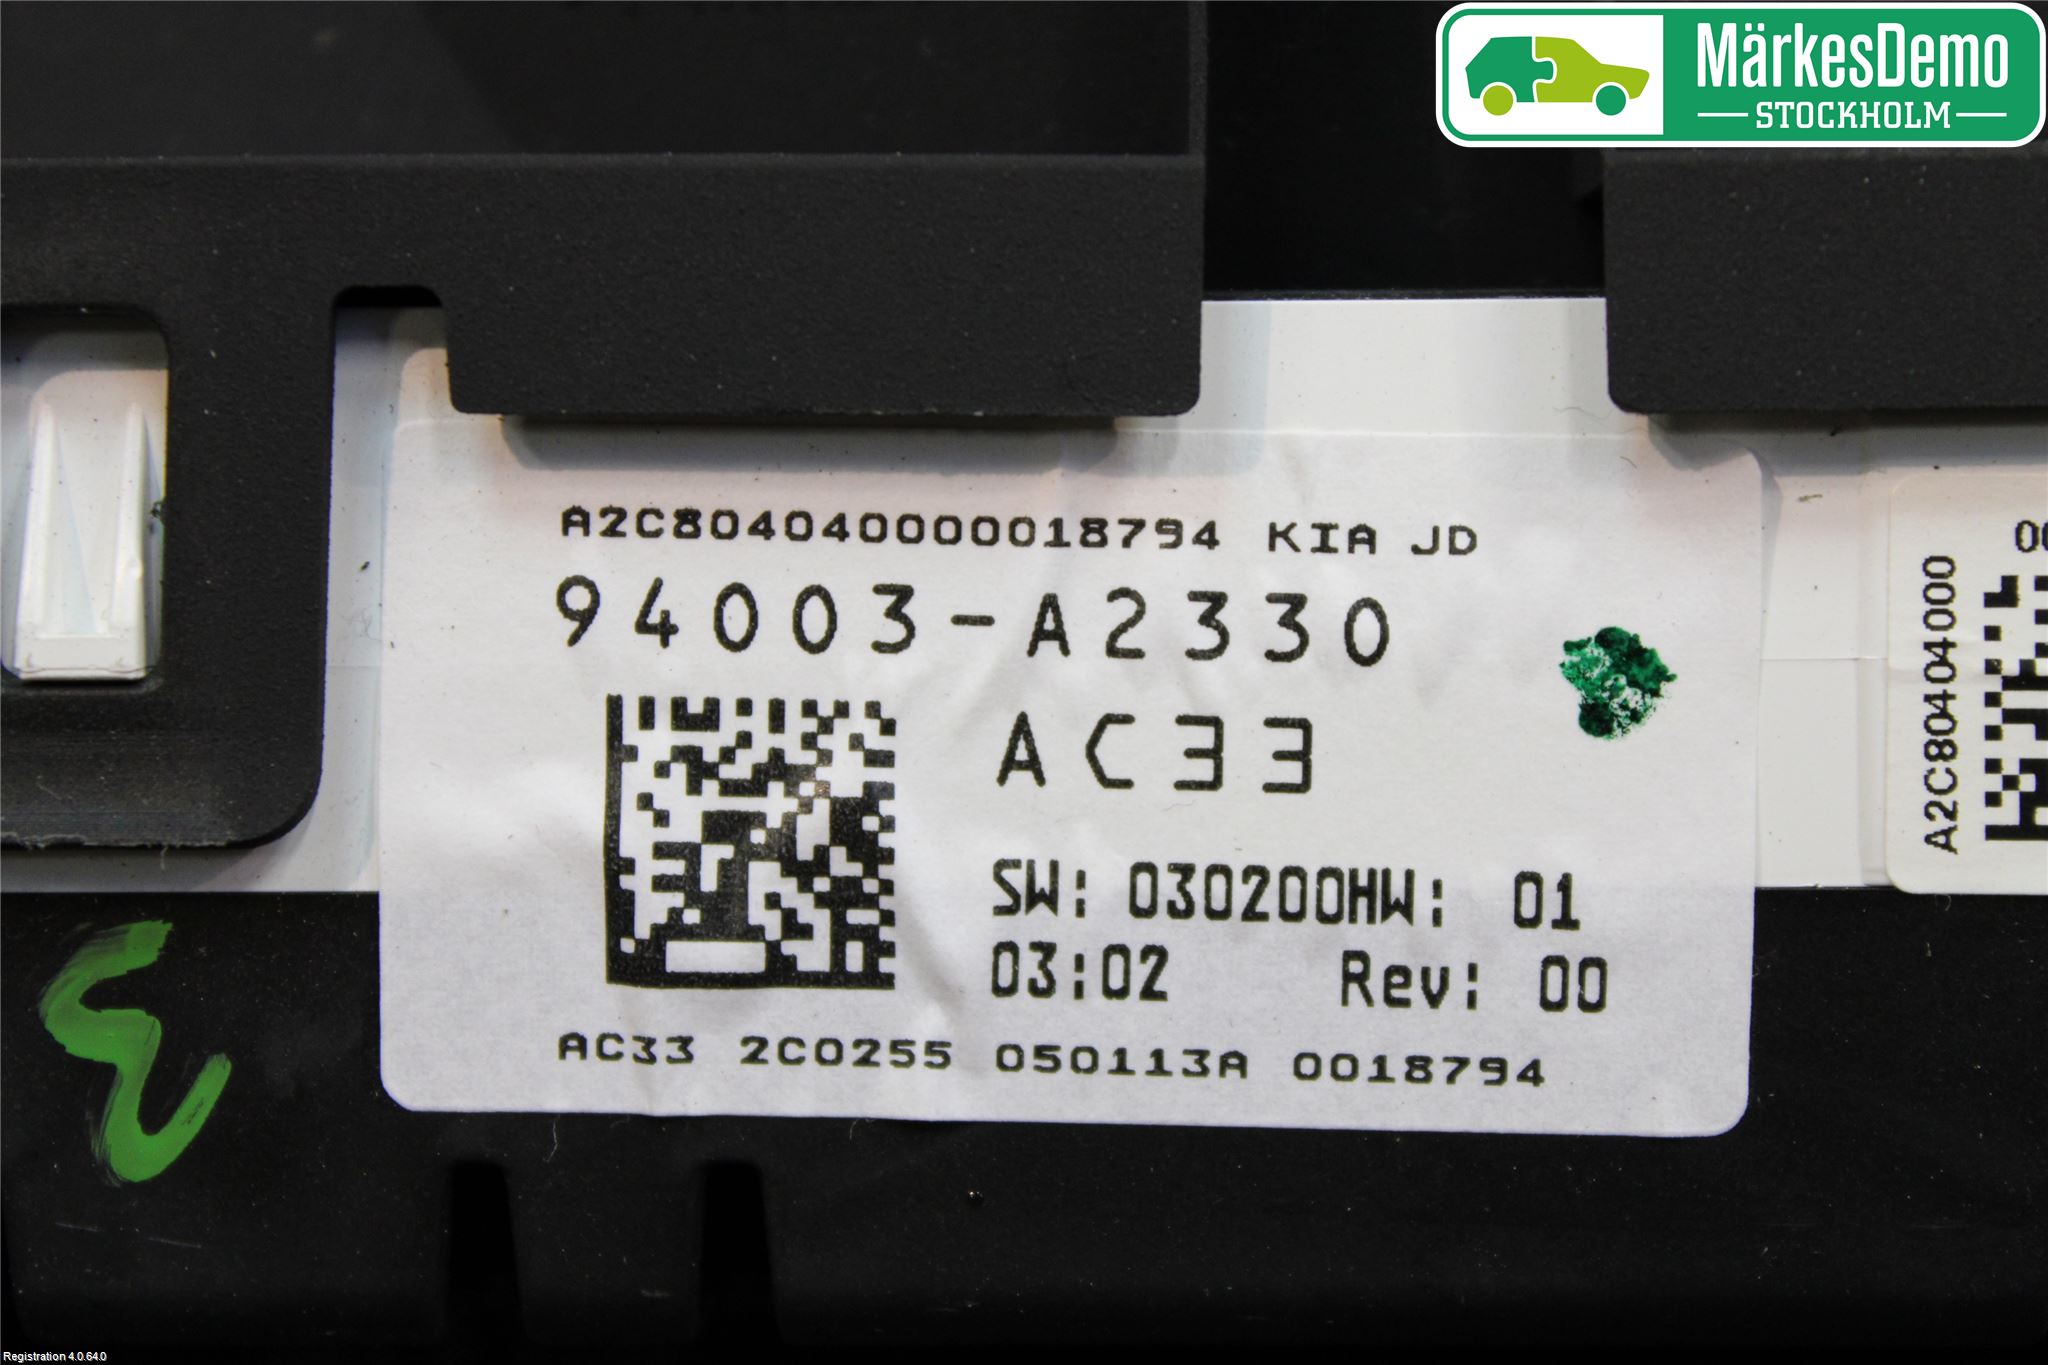 MärkesDemo
STOCKHOLM
A2C8040400000018794 KIA JD
94003-A2330
AC33
SW: 030200HW: 01
03:02 Rev: 00
AC33 2C0255 050113A 0018794
A2C80404000
Registration 4.0.64.0